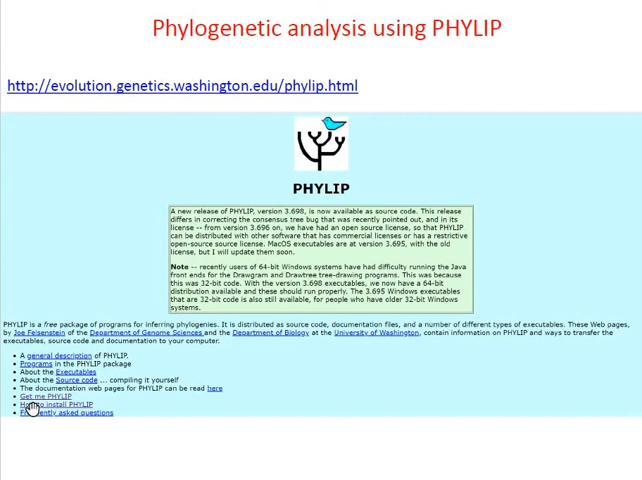 Phylogenetic analysis using PHYLIP
http://evolution.genetics.washington.edu/phylip.html
PHYLIP
A new release of PHYLIP, version 3.698, is now available as source code. This release
differs in correcting the consensus tree bug that was recently pointed out, and in its
license -- from version 3.696 on, we have had an open source license, so that PHYLIP
can be distributed with other software that has commercial licenses or has a restrictive
open-source source license. MacOS executables are at version 3.695, with the old
license, but I will update them soon.
Note -- recently users of 64-bit Windows systems have had difficulty running the Java
front ends for the Drawgram and Drawtree tree-drawing programs. This was because
this was 32-bit code. With the version 3.698 executables, we now have a 64-bit
distribution available and these should run properly. The 3.695 Windows executables
that are 32-bit code is also still available, for people who have older 32-bit Windows
systems.
PHYLIP is a free package of programs for inferring phylogenies. It is distributed as source code, documentation files, and a number of different types of executables. These Web pages,
by Joe Felsenstein of the Department of Genome Sciences and the Department of Biology at the University of Washington, contain information on PHYLIP and ways to transfer the
executables, source code and documentation to your computer.
• A general description of PHYLIP.
• Programs in the PHYLIP package
• About the Executables
• About the Source code ... compiling it yourself
• The documentation web pages for PHYLIP can be read here
• Get me PHYLIP
• How to install PHYLIP
• Frequently asked questions